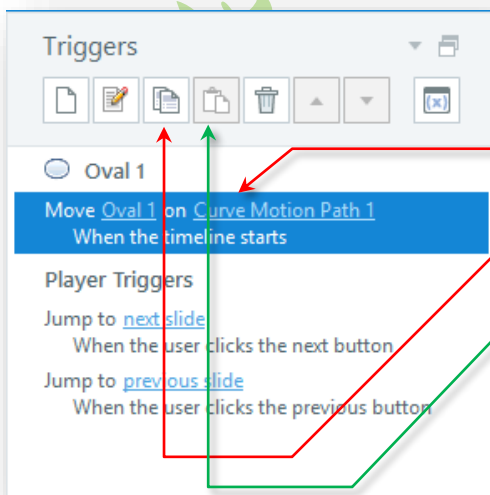 Triggers
(x)
Oval 1
Move Oval 1 on Curve Motion Path 1
When the timeline starts
Player Triggers
Jump to next slide
When the user clicks the next button
Jump to previous slide
When the user clicks the previous button